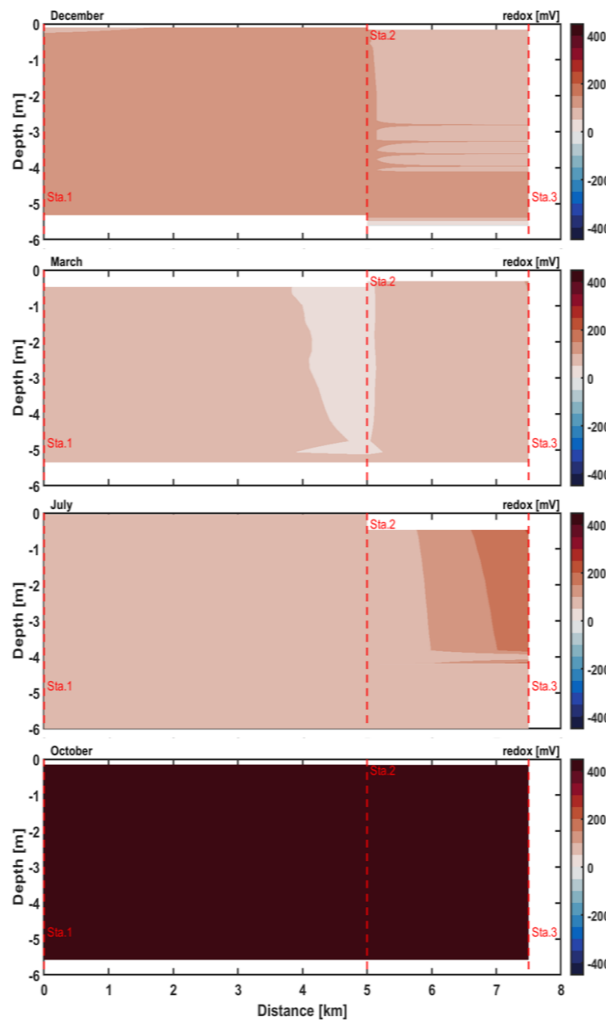 December redox [mV]
400
0
Sta.2
-1
200
Depth [m]
-2
-3
0
-4
-200
Sta.1
Sta.3
-5
-6
-400
March redox [mV]
400
0
Sta.2
-1
200
Depth [m]
-2
-3
0
-4
-200
Sta.1
Sta.3
-5
-6
-400
July redox [mV]
400
0
Sta.2
-1
200
Depth [m]
-2
-3
0
-4
-200
Sta.1
Sta.3
-5
-6
-400
October redox [mV]
400
0
Sta.2
-1
200
Depth [m]
-2
-3
0
-4
-200
Sta.1
Sta.3
-5
-6
-400
0 1 2 3 4 5 6 7 8
Distance [km]